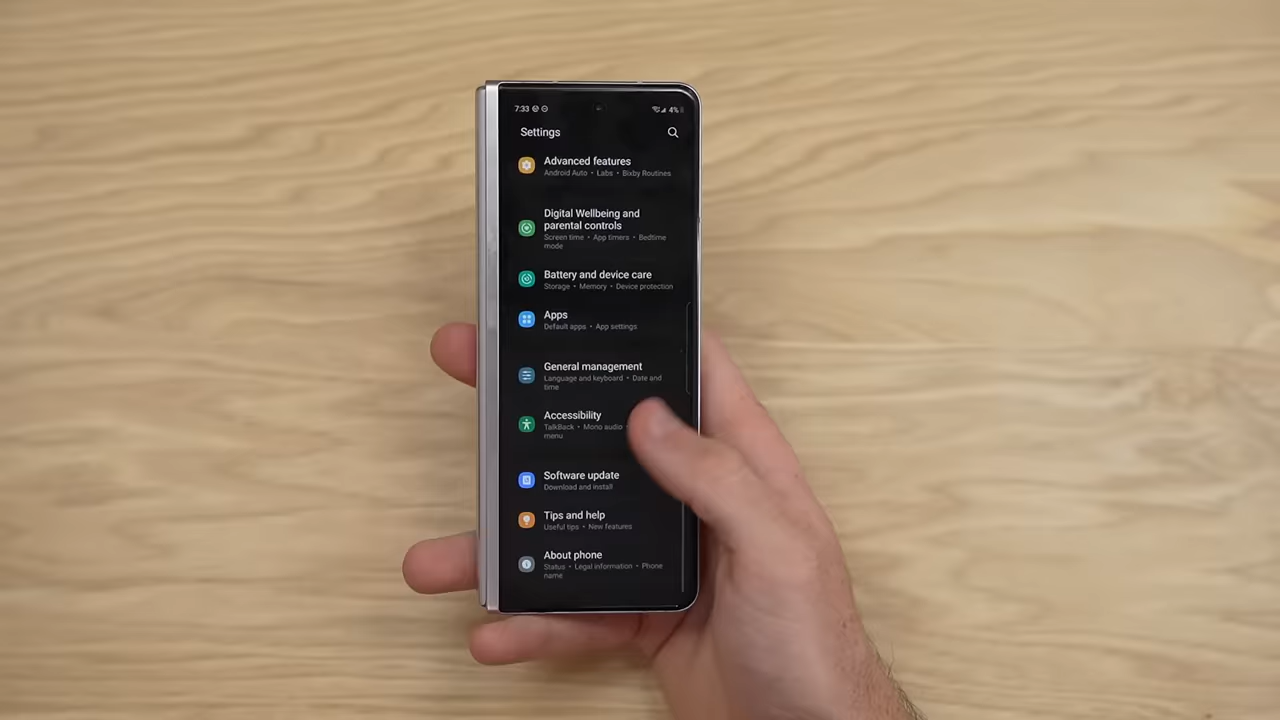 7:33 4%
Settings
Advanced features
Android Auto • Labs • Bixby Routines
Digital Wellbeing and
parental controls
Screen time • App timers • Bedtime
mode
Battery and device care
Storage • Memory • Device protection
Apps
Default apps • App settings
General management
Language and keyboard • Date and
time
Accessibility
TalkBack • Mono audio •
menu
Software update
Download and install
Tips and help
Useful tips • New features
About phone
Status • Legal information • Phone
name